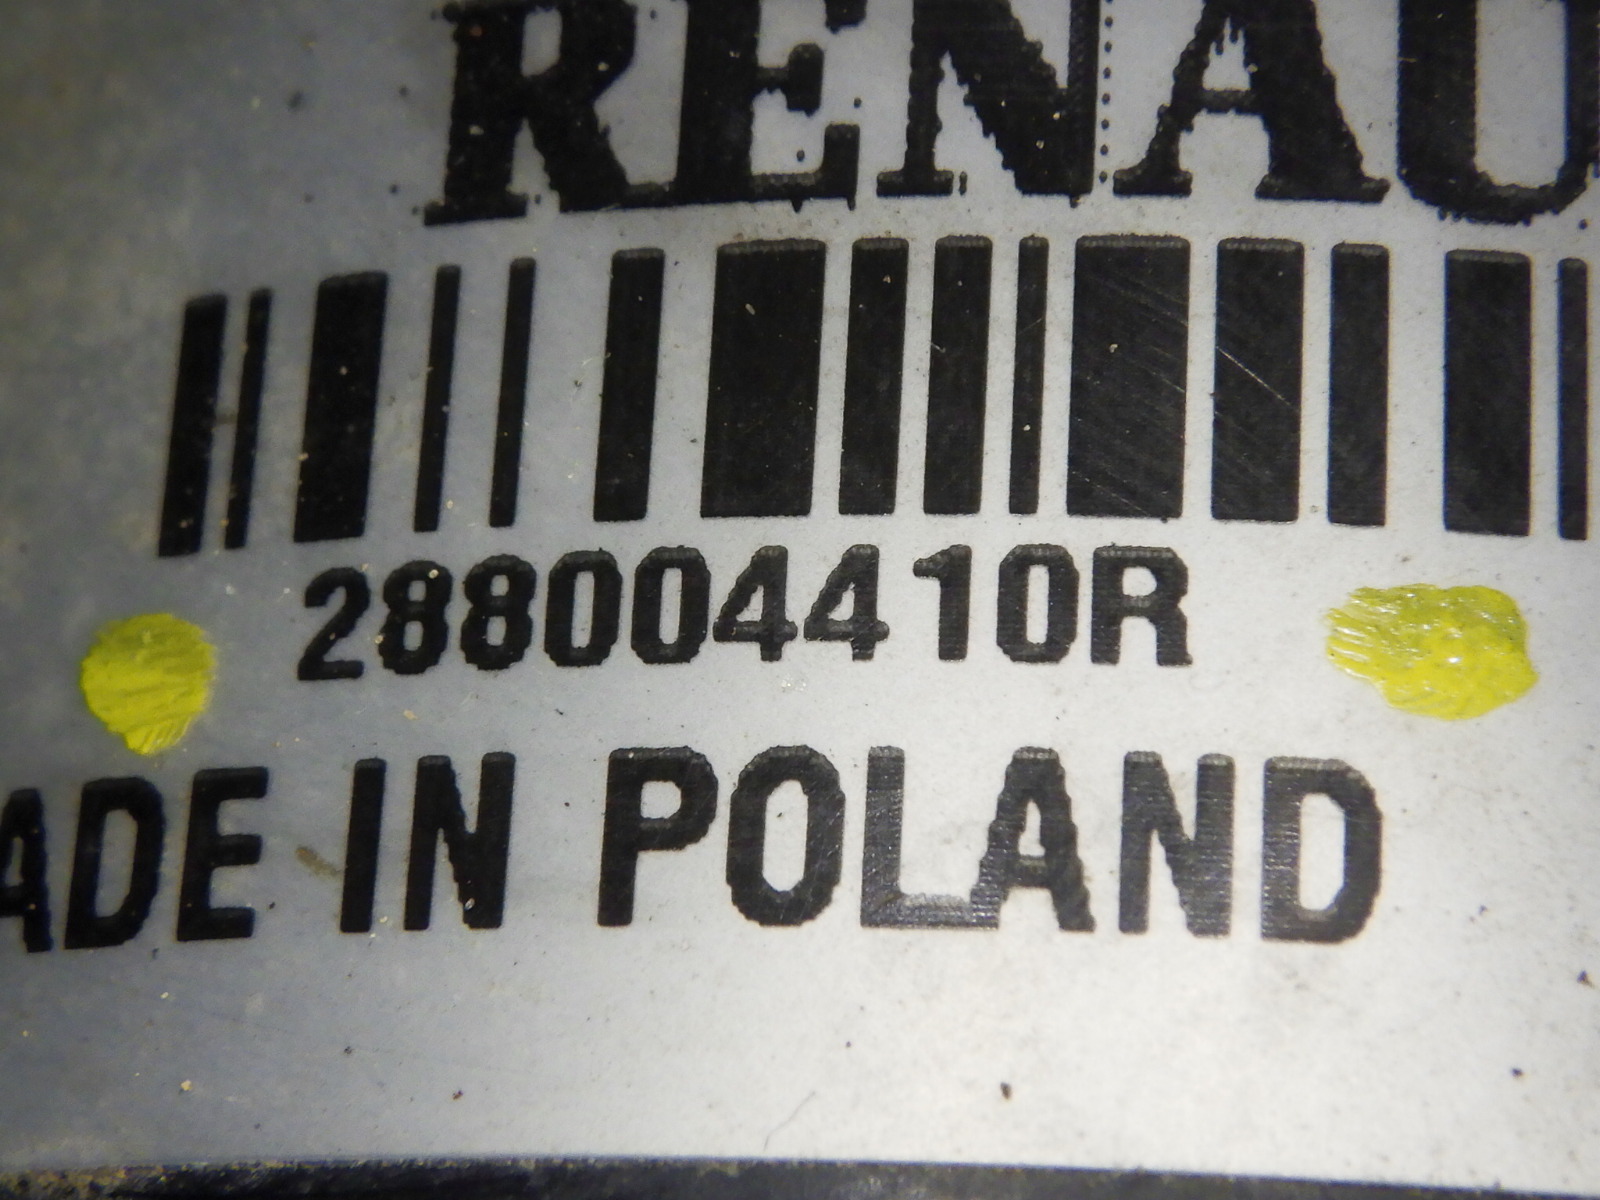 RENAU
288004410R
ADE IN POLAND